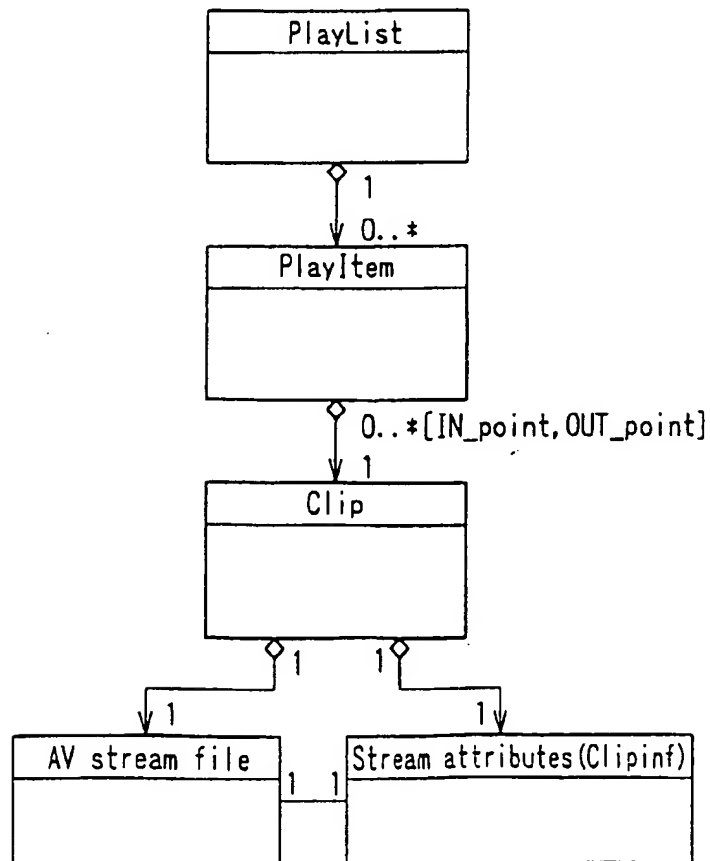 PlayList
1
0..*
PlayItem
0..*[IN_point,OUT_point]
1
Clip
1 1
1 1
AV stream file Stream attributes(Clipinf)
1 1